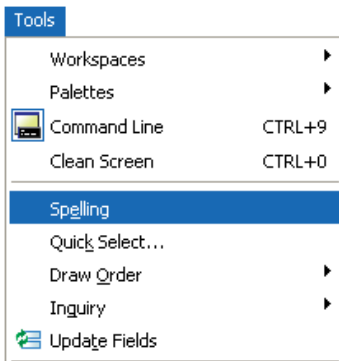 Tools
Workspaces
Palettes
Command Line CTRL+9
Clean Screen CTRL+0
Spelling
Quick Select...
Draw Order
Inquiry
Update Fields